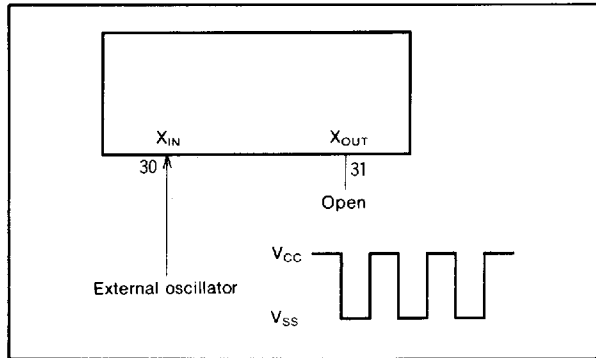 X_IN X_OUT
30 31
Open
V_CC
External oscillator
V_SS